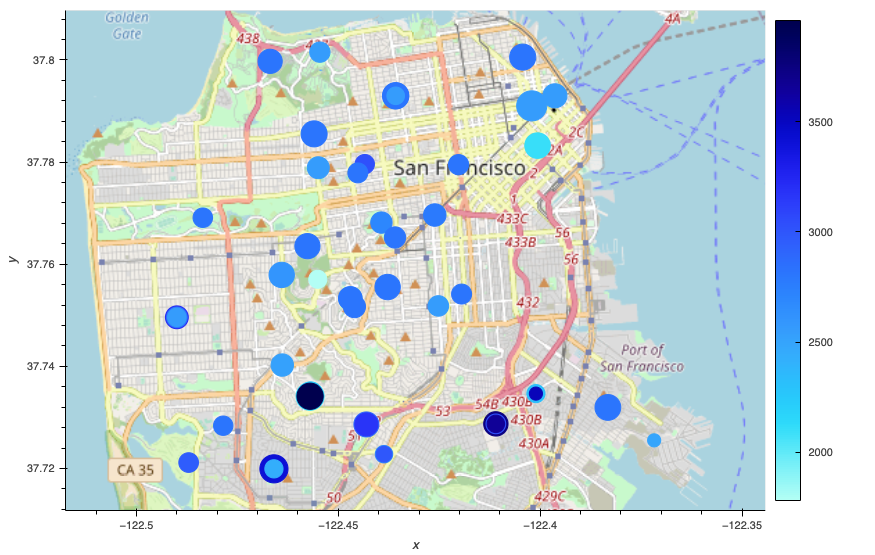 Golden
Gate
4A
438
437
37.8
2C
2A
37.78
San Francisco
2
1
433C
56
433B
37.76
56
432
3500
3000
2500
2000
Port of
San Francisco
37.74
54B
430B
53
430B
51
430A
CA 35
37.72
50
429C
−122.5
−122.45
−122.4
−122.35
x
y